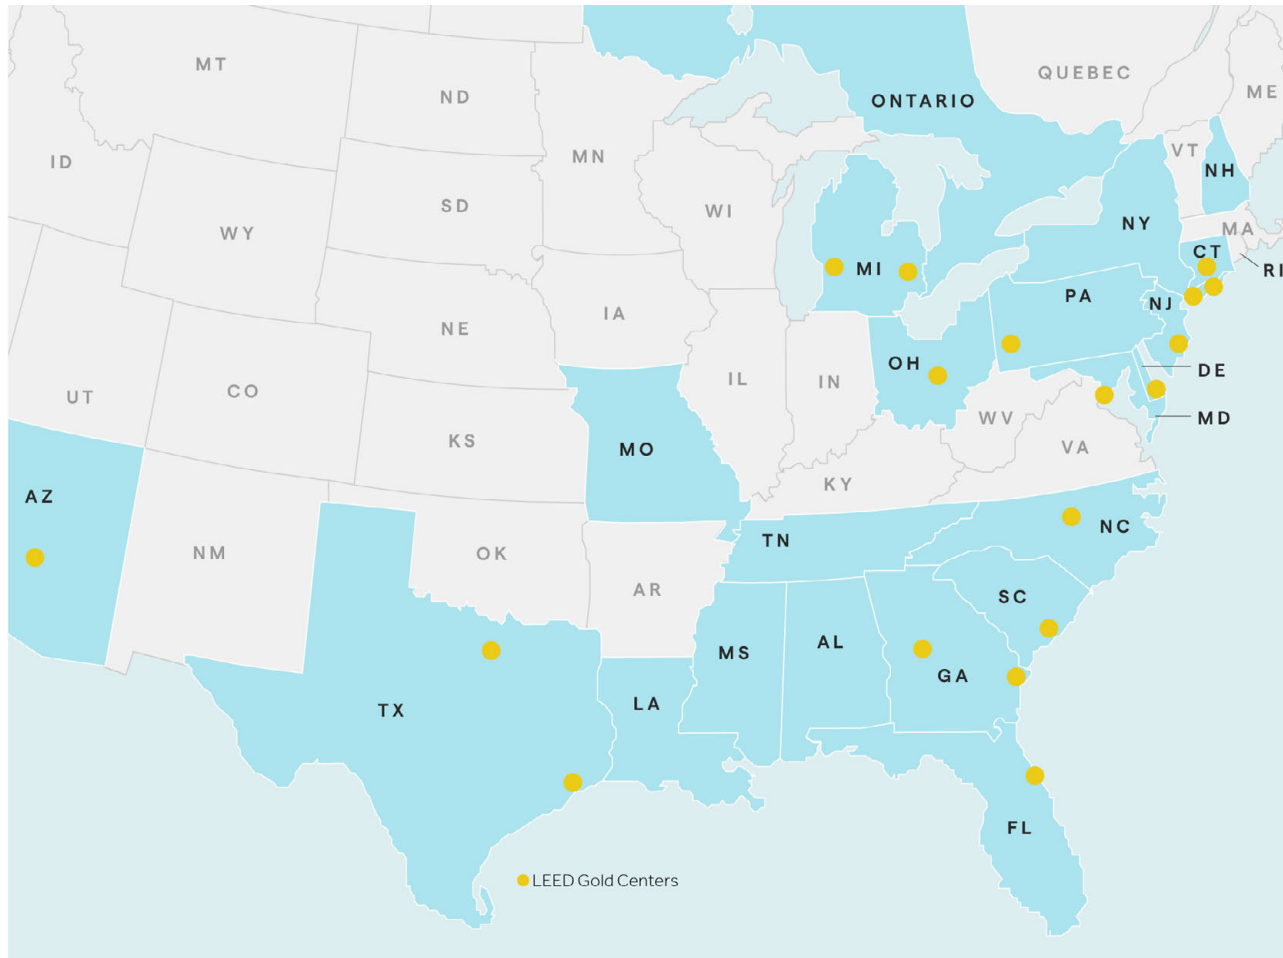 MT
ND
MN
ONTARIO
QUEBEC
ME
ID
VT
NH
WY
SD
WI
NY
MA
CT
RI
MI
PA
NJ
NE
IA
OH
DE
UT
CO
IL
IN
WV
MD
KS
MO
VA
KY
AZ
NM
OK
TN
NC
AR
SC
MS
AL
GA
TX
LA
FL
LEED Gold Centers